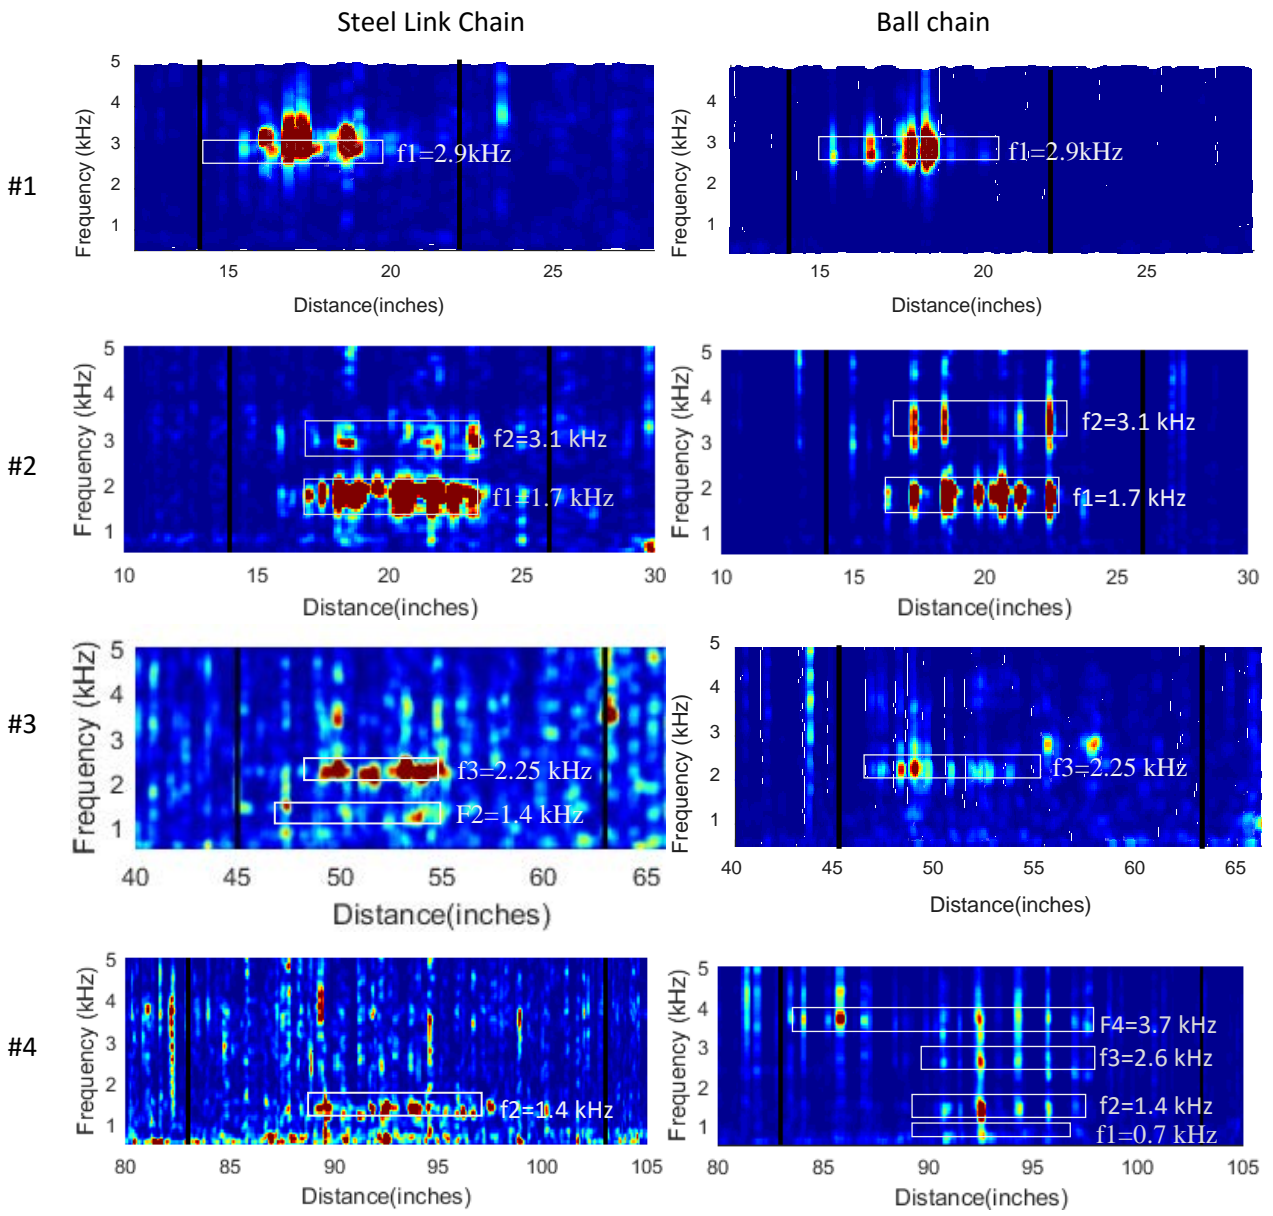 Steel Link Chain
Ball chain
#1
Frequency (kHz)
5
4
3
2
1
f1=2.9kHz
15 20 25
Distance(inches)
Frequency (kHz)
4
3
2
1
f1=2.9kHz
15 20 25
Distance(inches)
#2
Frequency (kHz)
5
4
3
2
1
f2=3.1 kHz
f1=1.7 kHz
10 15 20 25 30
Distance(inches)
Frequency (kHz)
5
4
3
2
1
f2=3.1 kHz
f1=1.7 kHz
10 15 20 25 30
Distance(inches)
#3
Frequency (kHz)
5
4
3
2
1
f3=2.25 kHz
F2=1.4 kHz
40 45 50 55 60 65
Distance(inches)
Frequency (kHz)
5
4
3
2
1
f3=2.25 kHz
40 45 50 55 60 65
Distance(inches)
#4
Frequency (kHz)
5
4
3
2
1
f2=1.4 kHz
80 85 90 95 100 105
Distance(inches)
Frequency (kHz)
5
4
3
2
1
F4=3.7 kHz
f3=2.6 kHz
f2=1.4 kHz
f1=0.7 kHz
80 85 90 95 100 105
Distance(inches)